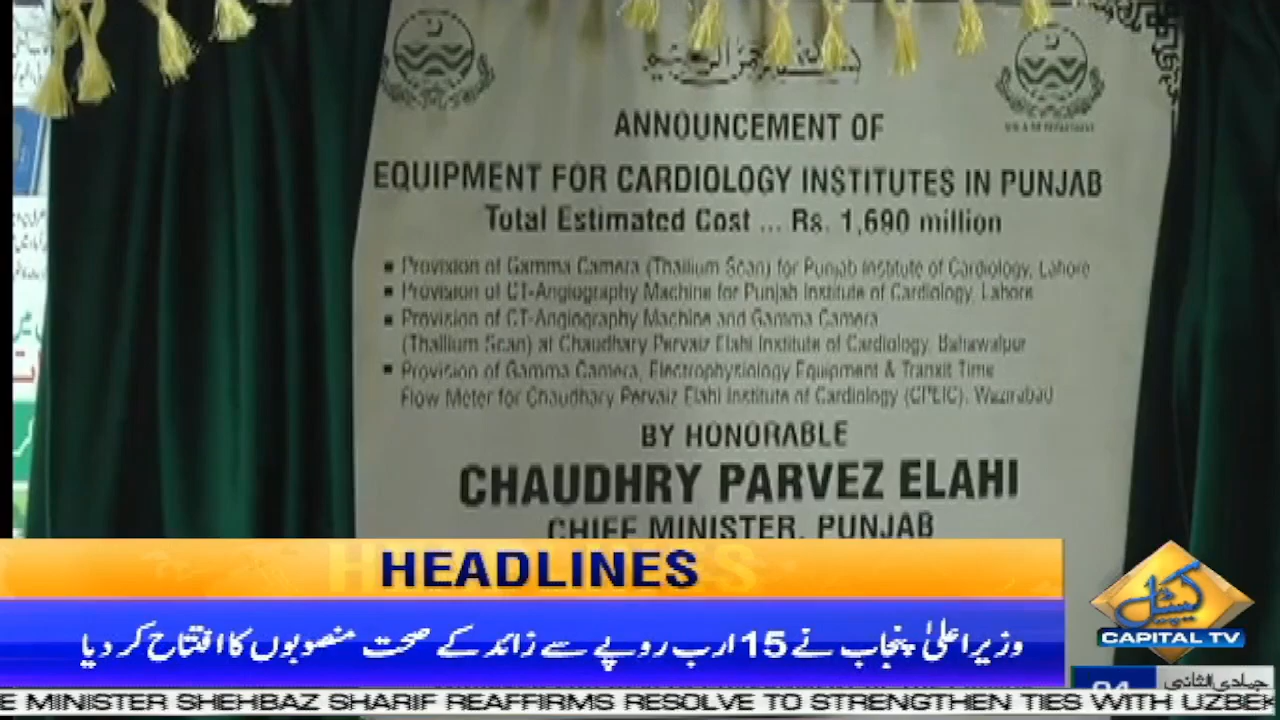 ANNOUNCEMENT OF
EQUIPMENT FOR CARDIOLOGY INSTITUTES IN PUNJAB
Total Estimated Cost ... Rs. 1,690 million
▪ Provision of Gamma Camera (Thallium Scan) for Punjab Institute of Cardiology, Lahore
▪ Provision of CT-Angiography Machine for Punjab Institute of Cardiology, Lahore
▪ Provision of CT-Angiography Machine and Gamma Camera
(Thallium Scan) at Chaudhary Pervaiz Elahi Institute of Cardiology, Bahawalpur
▪ Provision of Gamma Camera, Electrophysiology Equipment & Tranxit Time
Flow Meter for Chaudhary Pervaiz Elahi Institute of Cardiology (CPEIC), Wazirabad
BY HONORABLE
CHAUDHRY PARVEZ ELAHI
CHIEF MINISTER, PUNJAB
HEADLINES
وزیراعلیٰ پنجاب نے 15 ارب روپے سے زائد کے صحت منصوبوں کا افتتاح کر دیا
کیپیٹل
CAPITAL TV
جمادی الثانی
E MINISTER SHEHBAZ SHARIF REAFFIRMS RESOLVE TO STRENGTHEN TIES WITH UZBEK